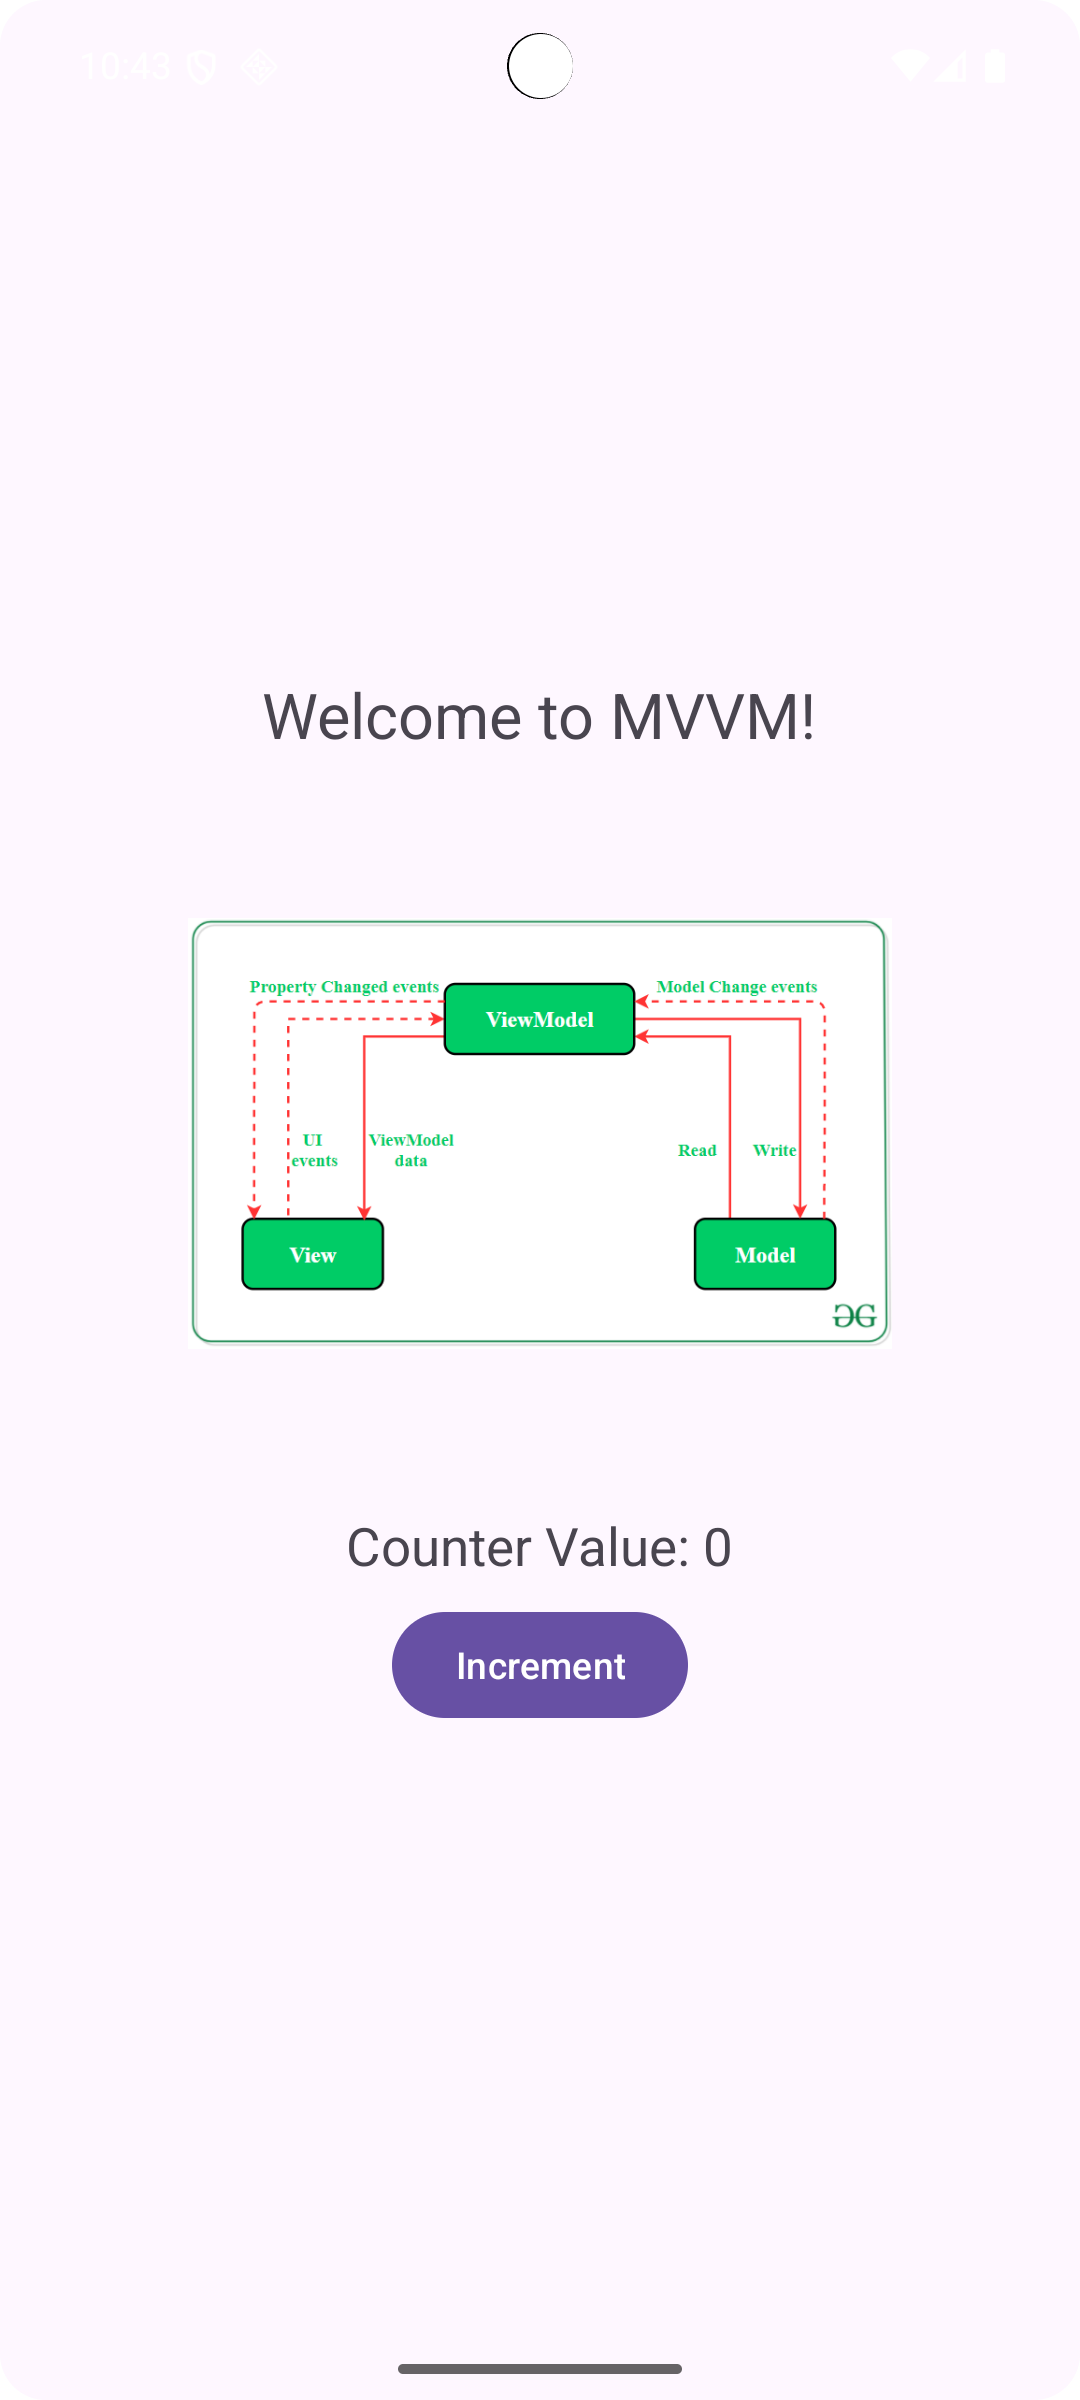 10:43
Welcome to MVVM!
Property Changed events
Model Change events
ViewModel
UI
events
ViewModel
data
Read
Write
View
Model
Counter Value: 0
Increment